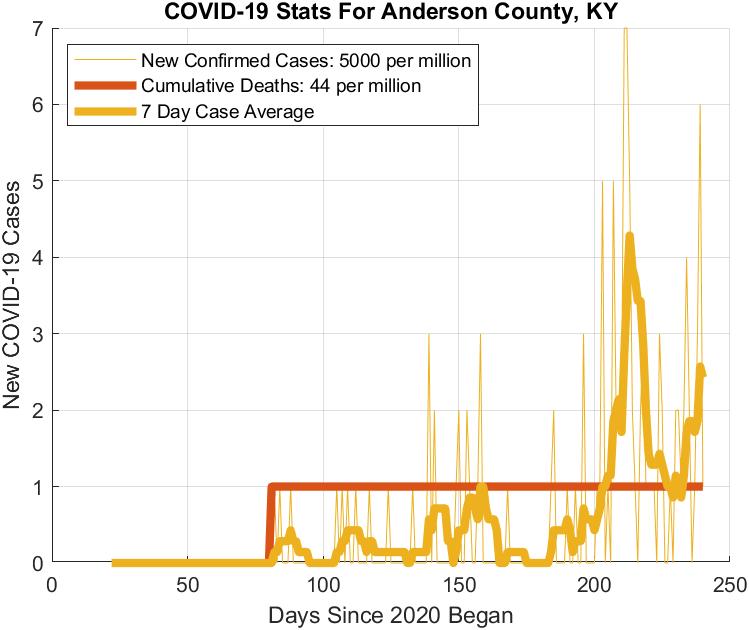 COVID-19 Stats For Anderson County, KY
7
New Confirmed Cases: 5000 per million
Cumulative Deaths: 44 per million
7 Day Case Average
6
5
4
3
2
1
0
New COVID-19 Cases
0 50 100 150 200 250
Days Since 2020 Began